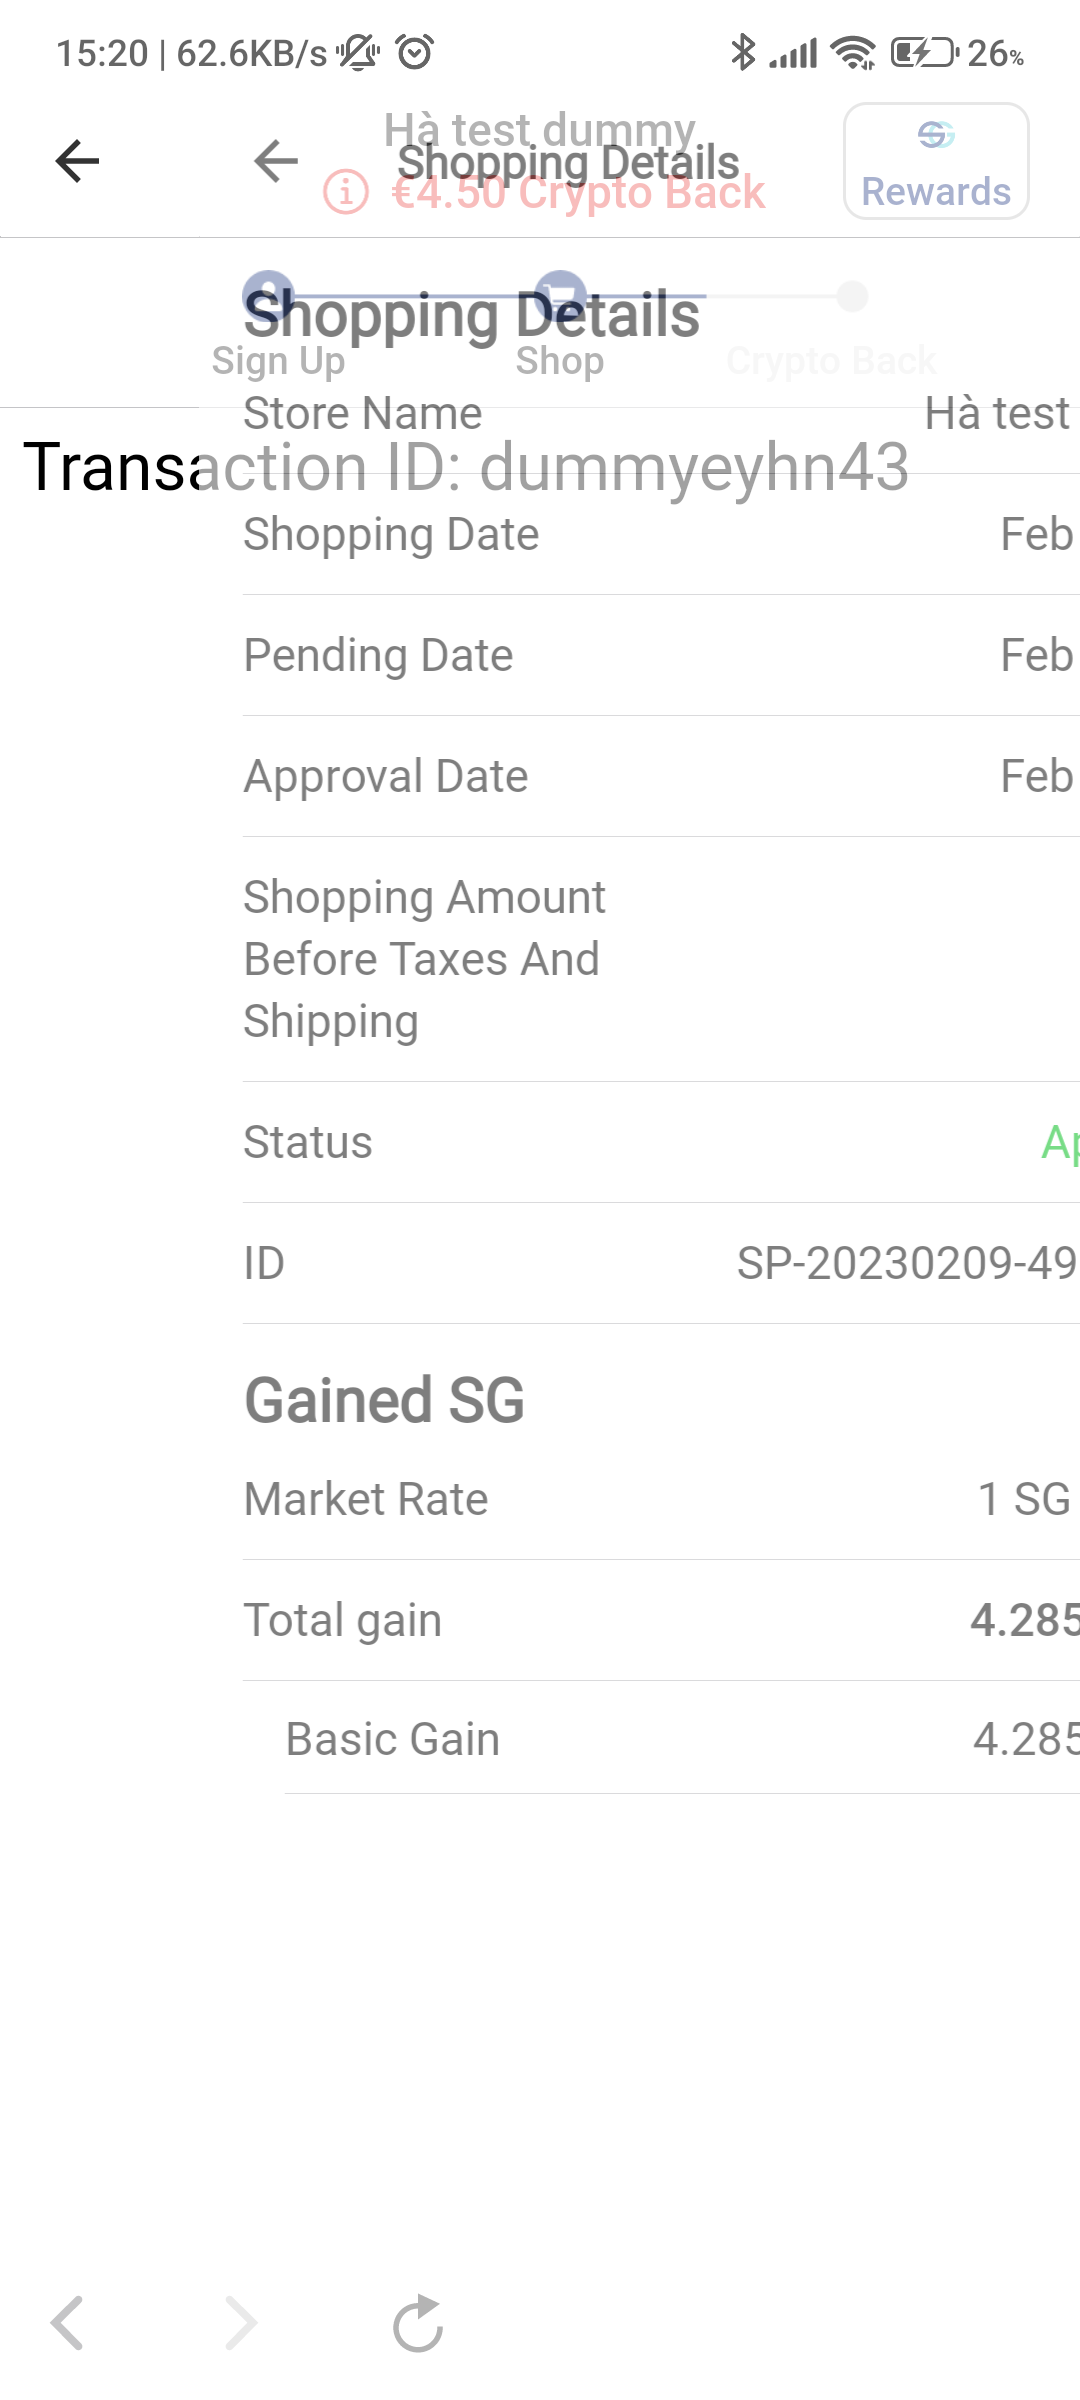 15:20 | 62.6KB/s 26%
Hà test dummy
Shopping Details
€4.50 Crypto Back
Rewards
Shopping Details
Sign Up Shop Crypto Back
Store Name Hà test
Transaction ID: dummyeyhn43
Shopping Date Feb
Pending Date Feb
Approval Date Feb
Shopping Amount
Before Taxes And
Shipping
Status Ap
ID SP-20230209-49
Gained SG
Market Rate 1 SG
Total gain 4.285
Basic Gain 4.285